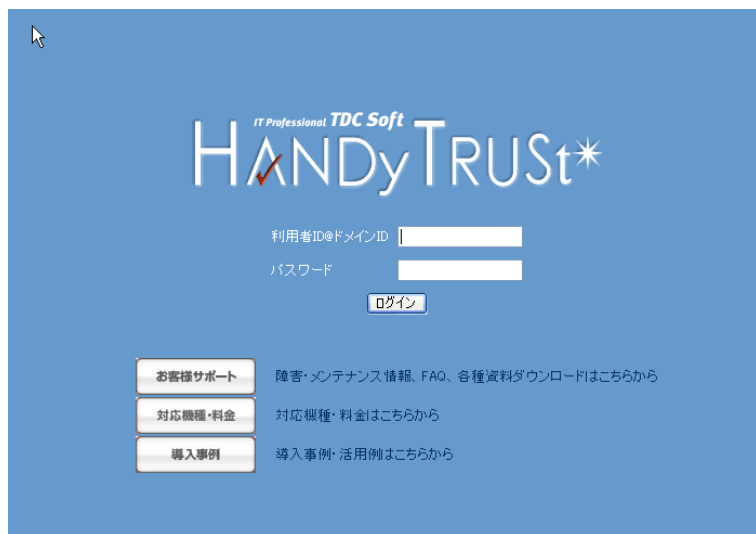 IT Professional TDC Soft
HANDyTRUSt
利用者ID@ドメインID
パスワード
ログイン
お客様サポート 障害・メンテナンス情報、FAQ、各種資料ダウンロードはこちらから
対応機種・料金 対応機種・料金はこちらから
導入事例 導入事例・活用例はこちらから